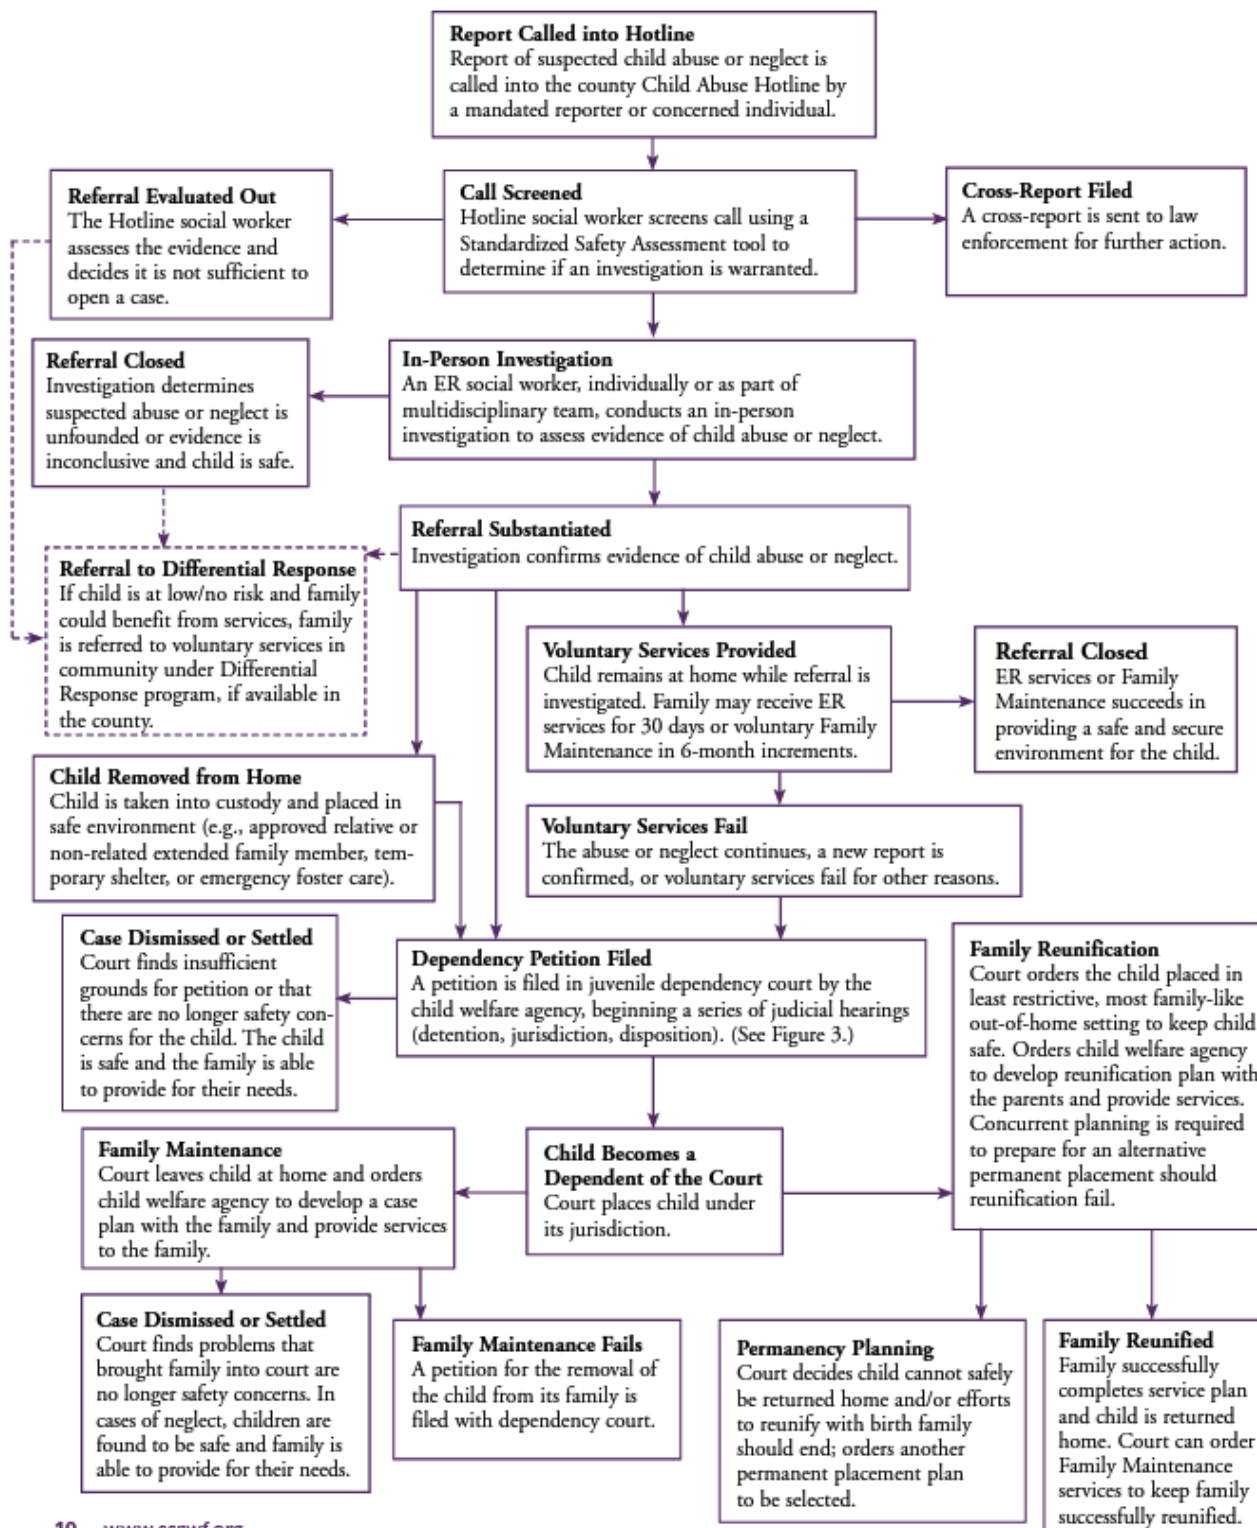 Report Called into Hotline
Report of suspected child abuse or neglect is
called into the county Child Abuse Hotline by
a mandated reporter or concerned individual.
Referral Evaluated Out
The Hotline social worker
assesses the evidence and
decides it is not sufficient to
open a case.
Call Screened
Hotline social worker screens call using a
Standardized Safety Assessment tool to
determine if an investigation is warranted.
Cross-Report Filed
A cross-report is sent to law
enforcement for further action.
Referral Closed
Investigation determines
suspected abuse or neglect is
unfounded or evidence is
inconclusive and child is safe.
In-Person Investigation
An ER social worker, individually or as part of
multidisciplinary team, conducts an in-person
investigation to assess evidence of child abuse or neglect.
Referral Substantiated
Investigation confirms evidence of child abuse or neglect.
Referral to Differential Response
If child is at low/no risk and family
could benefit from services, family
is referred to voluntary services in
community under Differential
Response program, if available in
the county.
Voluntary Services Provided
Child remains at home while referral is
investigated. Family may receive ER
services for 30 days or voluntary Family
Maintenance in 6-month increments.
Referral Closed
ER services or Family
Maintenance succeeds in
providing a safe and secure
environment for the child.
Child Removed from Home
Child is taken into custody and placed in
safe environment (e.g., approved relative or
non-related extended family member, tem-
porary shelter, or emergency foster care).
Voluntary Services Fail
The abuse or neglect continues, a new report is
confirmed, or voluntary services fail for other reasons.
Case Dismissed or Settled
Court finds insufficient
grounds for petition or that
there are no longer safety con-
cerns for the child. The child
is safe and the family is able
to provide for their needs.
Dependency Petition Filed
A petition is filed in juvenile dependency court by the
child welfare agency, beginning a series of judicial hearings
(detention, jurisdiction, disposition). (See Figure 3.)
Family Reunification
Court orders the child placed in
least restrictive, most family-like
out-of-home setting to keep child
safe. Orders child welfare agency
to develop reunification plan with
the parents and provide services.
Concurrent planning is required
to prepare for an alternative
permanent placement should
reunification fail.
Family Maintenance
Court leaves child at home and orders
child welfare agency to develop a case
plan with the family and provide services
to the family.
Child Becomes a
Dependent of the Court
Court places child under
its jurisdiction.
Case Dismissed or Settled
Court finds problems that
brought family into court are
no longer safety concerns. In
cases of neglect, children are
found to be safe and family is
able to provide for their needs.
Family Maintenance Fails
A petition for the removal of
the child from its family is
filed with dependency court.
Permanency Planning
Court decides child cannot safely
be returned home and/or efforts
to reunify with birth family
should end; orders another
permanent placement plan
to be selected.
Family Reunified
Family successfully
completes service plan
and child is returned
home. Court can order
Family Maintenance
services to keep family
successfully reunified.